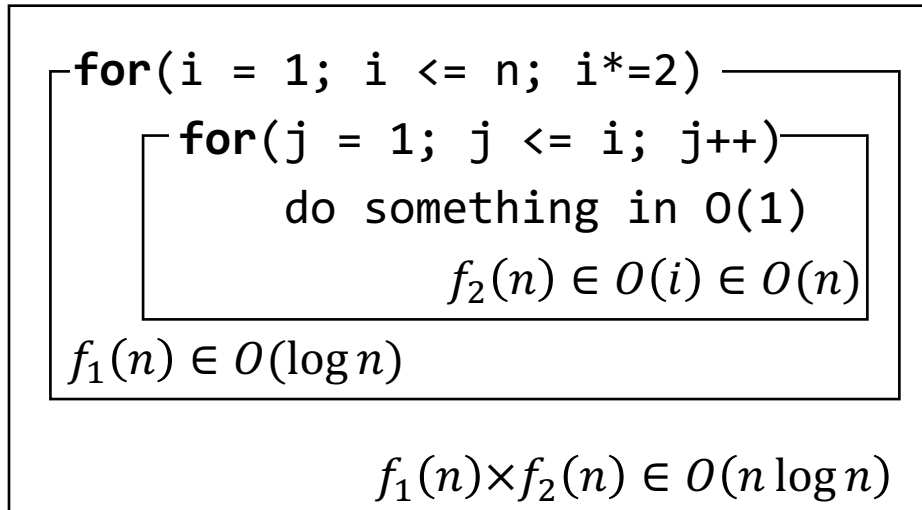 for(i = 1; i <= n; i*=2)
for(j = 1; j <= i; j++)
do something in O(1)
f₂(n) ∈ O(i) ∈ O(n)
f₁(n) ∈ O(log n)
f₁(n)×f₂(n) ∈ O(n log n)